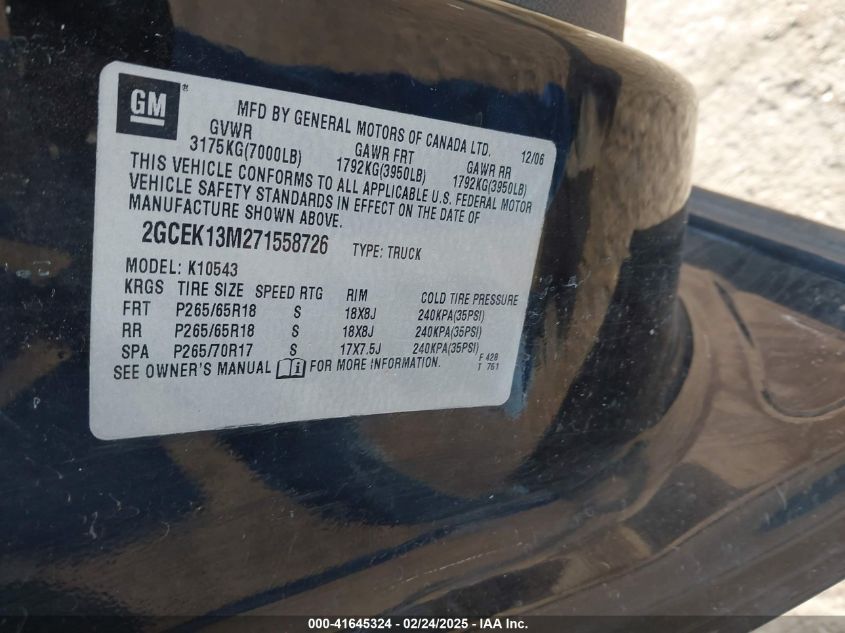 GM®
MFD BY GENERAL MOTORS OF CANADA LTD.
GVWR GAWR FRT GAWR RR 12/06
3175KG(7000LB) 1792KG(3950LB) 1792KG(3950LB)
THIS VEHICLE CONFORMS TO ALL APPLICABLE U.S. FEDERAL MOTOR
VEHICLE SAFETY STANDARDS IN EFFECT ON THE DATE OF
MANUFACTURE SHOWN ABOVE.
2GCEK13M271558726 TYPE: TRUCK
MODEL: K10543
KRGS TIRE SIZE SPEED RTG RIM COLD TIRE PRESSURE
FRT P265/65R18 S 18X8J 240KPA(35PSI)
RR P265/65R18 S 18X8J 240KPA(35PSI)
SPA P265/70R17 S 17X7.5J 240KPA(35PSI)
SEE OWNER'S MANUAL i FOR MORE INFORMATION.
F 428
T 751
000-41645324 — 02/24/2025 — IAA Inc.